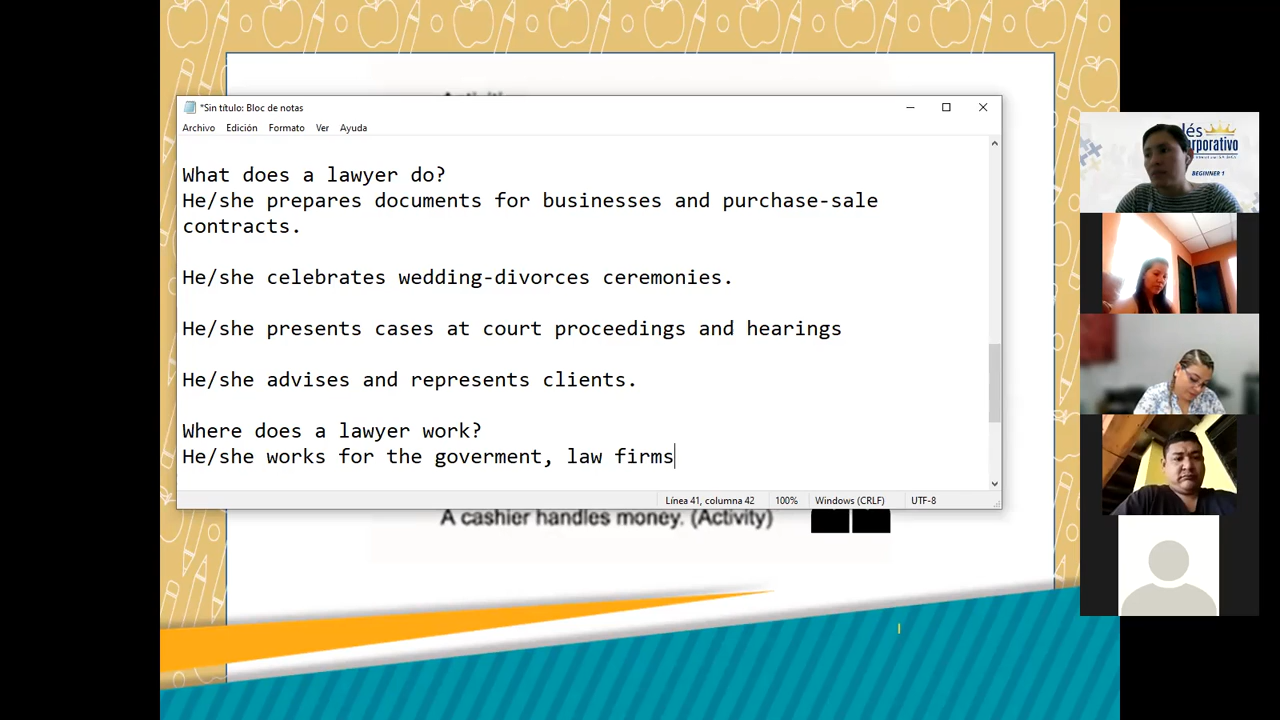 *Sin título: Bloc de notas
Archivo Edición Formato Ver Ayuda
What does a lawyer do?
He/she prepares documents for businesses and purchase-sale
contracts.
He/she celebrates wedding-divorces ceremonies.
He/she presents cases at court proceedings and hearings
He/she advises and represents clients.
Where does a lawyer work?
He/she works for the goverment, law firms
Línea 41, columna 42 100% Windows (CRLF) UTF-8
A cashier handles money. (Activity)
BEGINNER 1